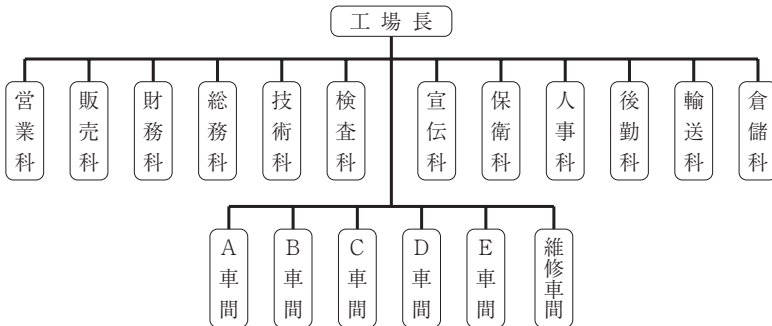 工場長
営業科
販売科
財務科
総務科
技術科
検査科
宣伝科
保衛科
人事科
後勤科
輸送科
倉儲科
A車間
B車間
C車間
D車間
E車間
維修車間